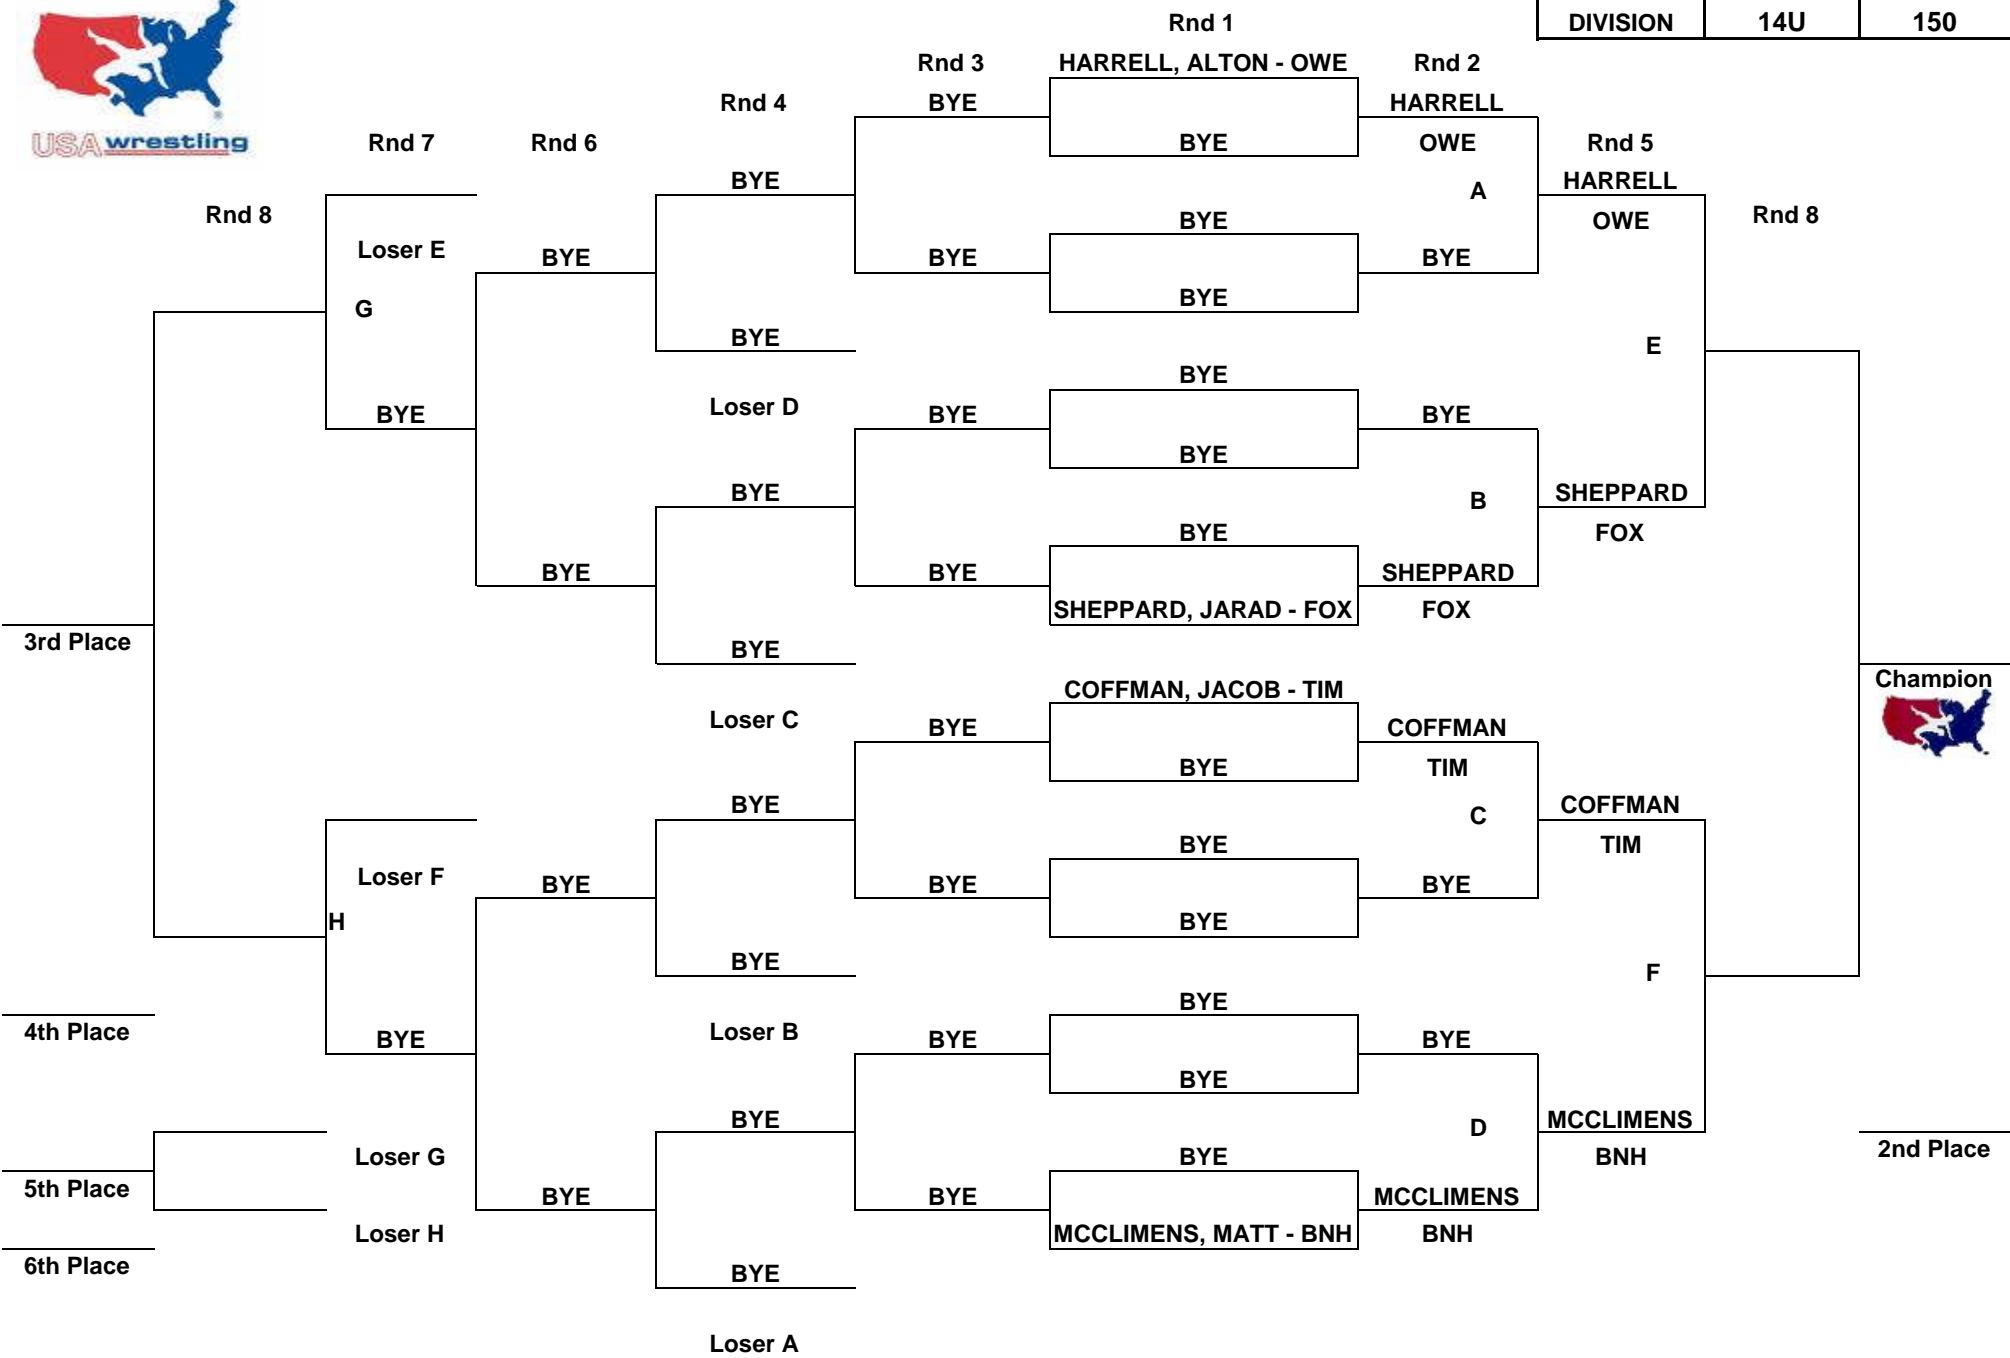 Rnd 1
DIVISION 14U 150
Rnd 3 HARRELL, ALTON - OWE Rnd 2
Rnd 4 BYE HARRELL
USA wrestling Rnd 7 Rnd 6 BYE OWE Rnd 5
BYE A HARRELL
Rnd 8 BYE OWE Rnd 8
Loser E BYE BYE BYE
G BYE
BYE E
BYE
BYE Loser D BYE BYE
BYE
BYE B SHEPPARD
BYE FOX
BYE BYE SHEPPARD
SHEPPARD, JARAD - FOX FOX
3rd Place BYE
COFFMAN, JACOB - TIM Champion
Loser C BYE COFFMAN
BYE TIM
BYE C COFFMAN
BYE TIM
Loser F BYE BYE BYE
H BYE
BYE F
BYE
4th Place BYE Loser B BYE BYE
BYE
BYE D MCCLIMENS
Loser G BYE BNH 2nd Place
5th Place BYE BYE MCCLIMENS
Loser H MCCLIMENS, MATT - BNH BNH
6th Place BYE
Loser A